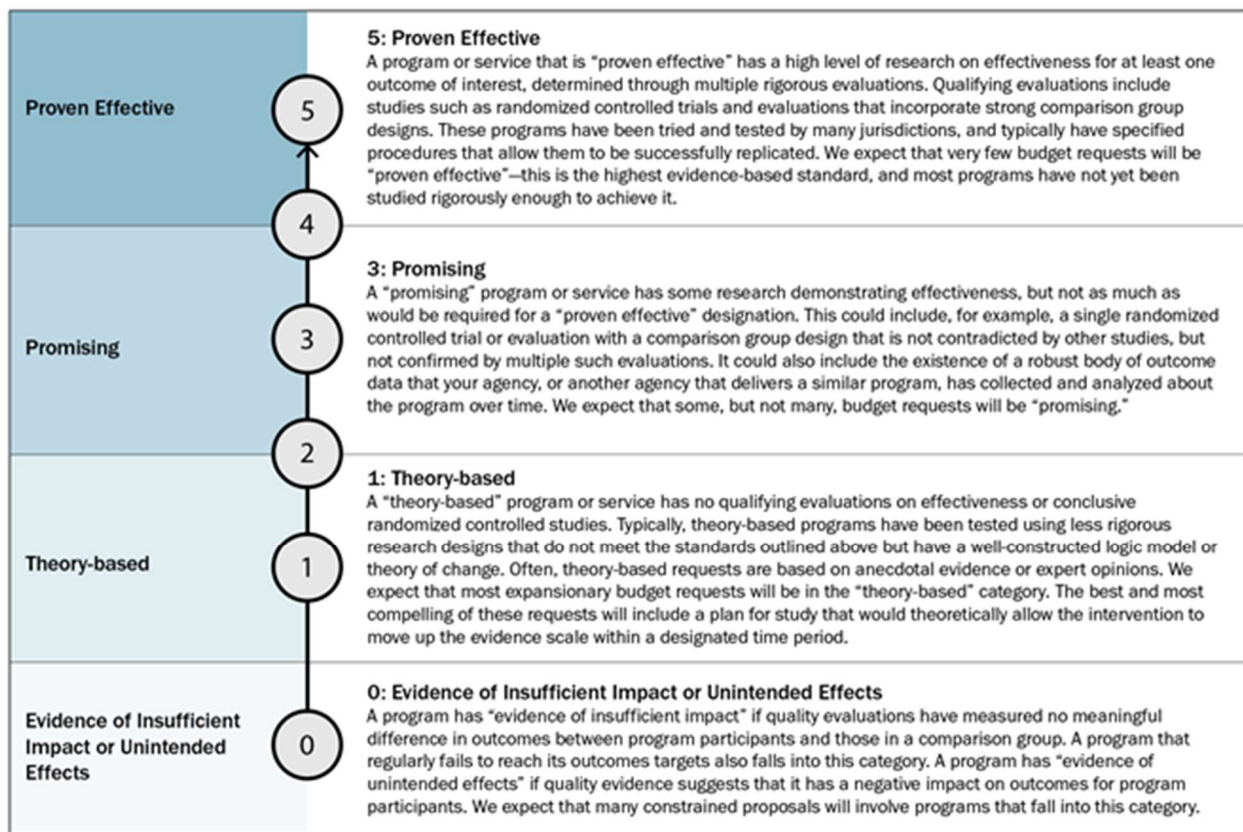 Proven Effective
5
4
5: Proven Effective
A program or service that is “proven effective” has a high level of research on effectiveness for at least one
outcome of interest, determined through multiple rigorous evaluations. Qualifying evaluations include
studies such as randomized controlled trials and evaluations that incorporate strong comparison group
designs. These programs have been tried and tested by many jurisdictions, and typically have specified
procedures that allow them to be successfully replicated. We expect that very few budget requests will be
“proven effective”—this is the highest evidence-based standard, and most programs have not yet been
studied rigorously enough to achieve it.
Promising
3
2
3: Promising
A “promising” program or service has some research demonstrating effectiveness, but not as much as
would be required for a “proven effective” designation. This could include, for example, a single randomized
controlled trial or evaluation with a comparison group design that is not contradicted by other studies, but
not confirmed by multiple such evaluations. It could also include the existence of a robust body of outcome
data that your agency, or another agency that delivers a similar program, has collected and analyzed about
the program over time. We expect that some, but not many, budget requests will be “promising.”
Theory-based
1
1: Theory-based
A “theory-based” program or service has no qualifying evaluations on effectiveness or conclusive
randomized controlled studies. Typically, theory-based programs have been tested using less rigorous
research designs that do not meet the standards outlined above but have a well-constructed logic model or
theory of change. Often, theory-based requests are based on anecdotal evidence or expert opinions. We
expect that most expansionary budget requests will be in the “theory-based” category. The best and most
compelling of these requests will include a plan for study that would theoretically allow the intervention to
move up the evidence scale within a designated time period.
Evidence of Insufficient
Impact or Unintended
Effects
0
0: Evidence of Insufficient Impact or Unintended Effects
A program has “evidence of insufficient impact” if quality evaluations have measured no meaningful
difference in outcomes between program participants and those in a comparison group. A program that
regularly fails to reach its outcomes targets also falls into this category. A program has “evidence of
unintended effects” if quality evidence suggests that it has a negative impact on outcomes for program
participants. We expect that many constrained proposals will involve programs that fall into this category.